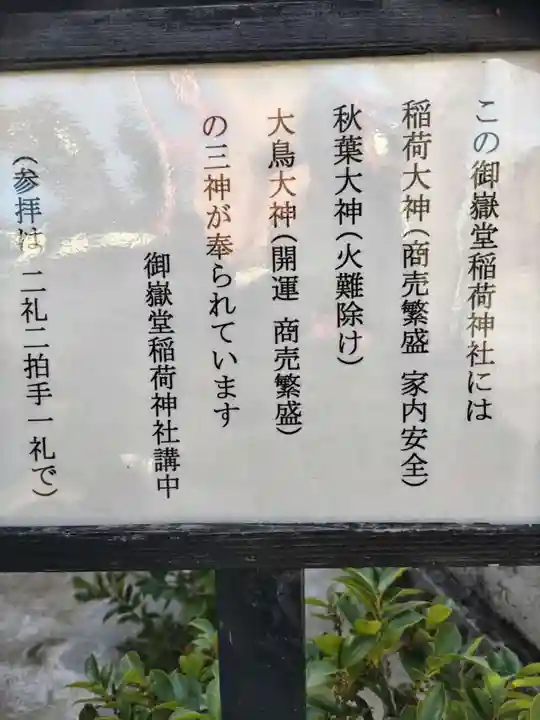 この御嶽堂稲荷神社には
稲荷大神(商売繁盛 家内安全)
秋葉大神(火難除け)
大鳥大神(開運 商売繁盛)
の三神が奉られています
御嶽堂稲荷神社講中
(参拝は 二礼二拍手一礼で)